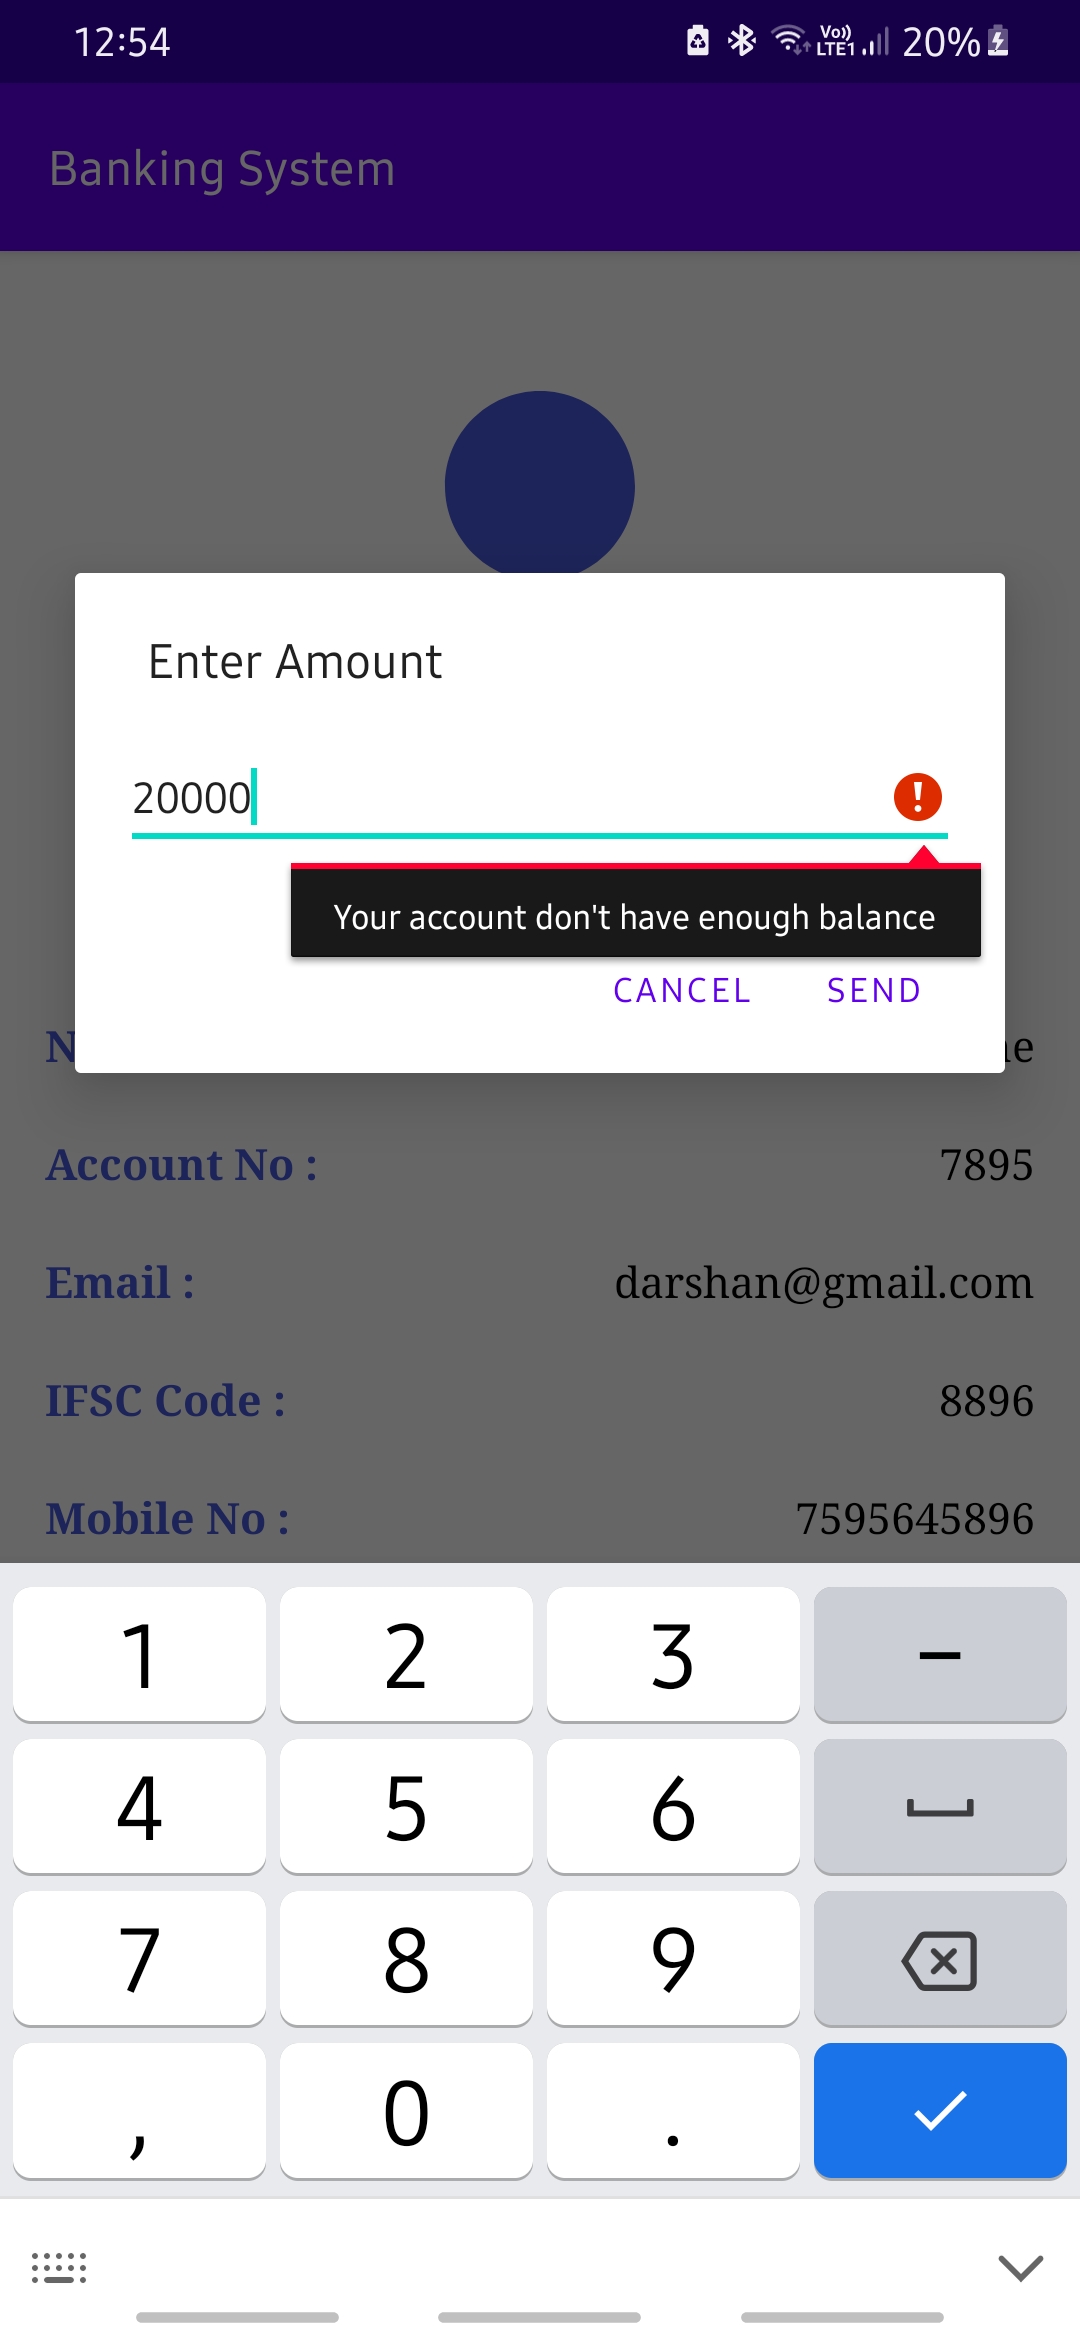 12:54 Vo)) LTE1 20%
Banking System
Enter Amount
20000
Your account don't have enough balance
CANCEL SEND
Account No : 7895
Email : darshan@gmail.com
IFSC Code : 8896
Mobile No : 7595645896
1 2 3 –
4 5 6
7 8 9
, 0 .